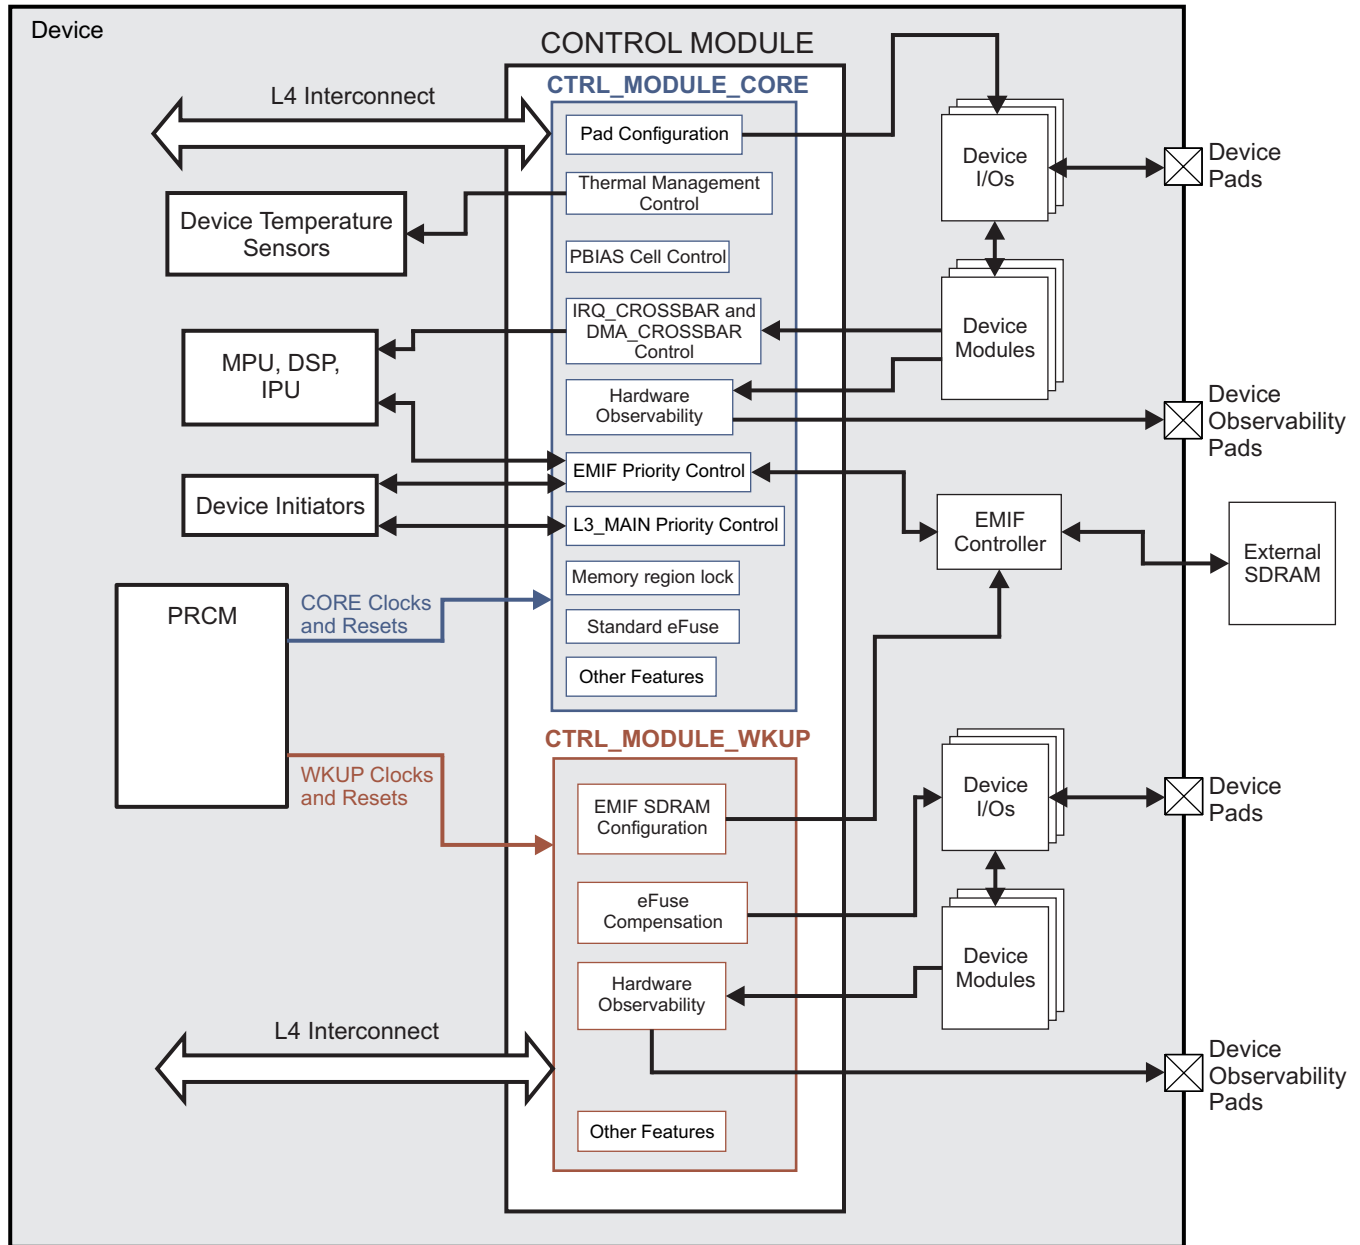 Device
CONTROL MODULE
CTRL_MODULE_CORE
L4 Interconnect
Pad Configuration
Device
I/Os
Device
Pads
Thermal Management
Control
Device Temperature
Sensors
PBIAS Cell Control
IRQ_CROSSBAR and
DMA_CROSSBAR
Control
Device
Modules
MPU, DSP,
IPU
Hardware
Observability
Device
Observability
Pads
EMIF Priority Control
Device Initiators
L3_MAIN Priority Control
EMIF
Controller
External
SDRAM
Memory region lock
PRCM
CORE Clocks
and Resets
Standard eFuse
Other Features
CTRL_MODULE_WKUP
WKUP Clocks
and Resets
EMIF SDRAM
Configuration
Device
I/Os
Device
Pads
eFuse
Compensation
Device
Modules
Hardware
Observability
L4 Interconnect
Device
Observability
Pads
Other Features